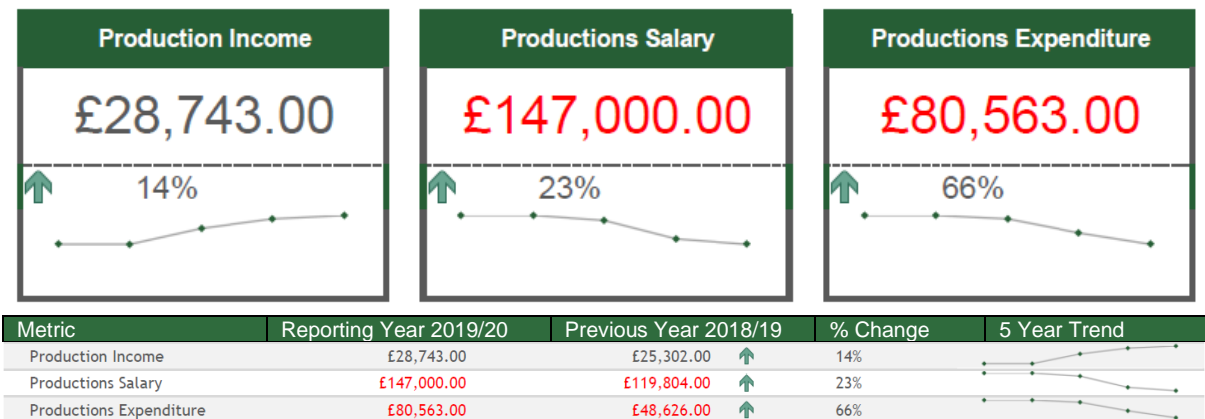 Production Income Productions Salary Productions Expenditure
£28,743.00 £147,000.00 £80,563.00
14% 23% 66%
Metric Reporting Year 2019/20 Previous Year 2018/19 % Change 5 Year Trend
Production Income £28,743.00 £25,302.00 14%
Productions Salary £147,000.00 £119,804.00 23%
Productions Expenditure £80,563.00 £48,626.00 66%